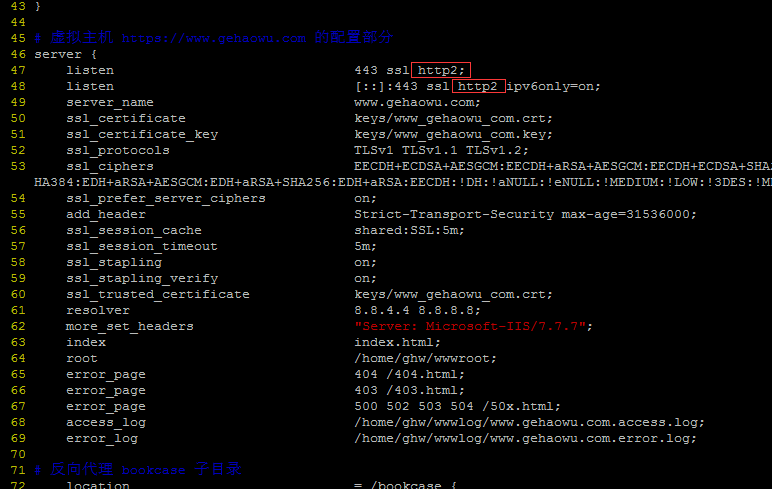 43 }
44
45 # 虚拟主机 https://www.gehaowu.com 的配置部分
46 server {
47 listen 443 ssl http2;
48 listen [::]:443 ssl http2 ipv6only=on;
49 server_name www.gehaowu.com;
50 ssl_certificate keys/www_gehaowu_com.crt;
51 ssl_certificate_key keys/www_gehaowu_com.key;
52 ssl_protocols TLSv1 TLSv1.1 TLSv1.2;
53 ssl_ciphers EECDH+ECDSA+AESGCM:EECDH+aRSA+AESGCM:EECDH+ECDSA+SHA
HA384:EDH+aRSA+AESGCM:EDH+aRSA+SHA256:EDH+aRSA:EECDH:!DH:!aNULL:!eNULL:!MEDIUM:!LOW:!3DES:!M
54 ssl_prefer_server_ciphers on;
55 add_header Strict-Transport-Security max-age=31536000;
56 ssl_session_cache shared:SSL:5m;
57 ssl_session_timeout 5m;
58 ssl_stapling on;
59 ssl_stapling_verify on;
60 ssl_trusted_certificate keys/www_gehaowu_com.crt;
61 resolver 8.8.4.4 8.8.8.8;
62 more_set_headers "Server: Microsoft-TTS/7.7.7";
63 index index.html;
64 root /home/ghw/wwwroot;
65 error_page 404 /404.html;
66 error_page 403 /403.html;
67 error_page 500 502 503 504 /50x.html;
68 access_log /home/ghw/wwwlog/www.gehaowu.com.access.log;
69 error_log /home/ghw/wwwlog/www.gehaowu.com.error.log;
70
71 # 反向代理 bookcase 子目录
72 location = /bookcase {